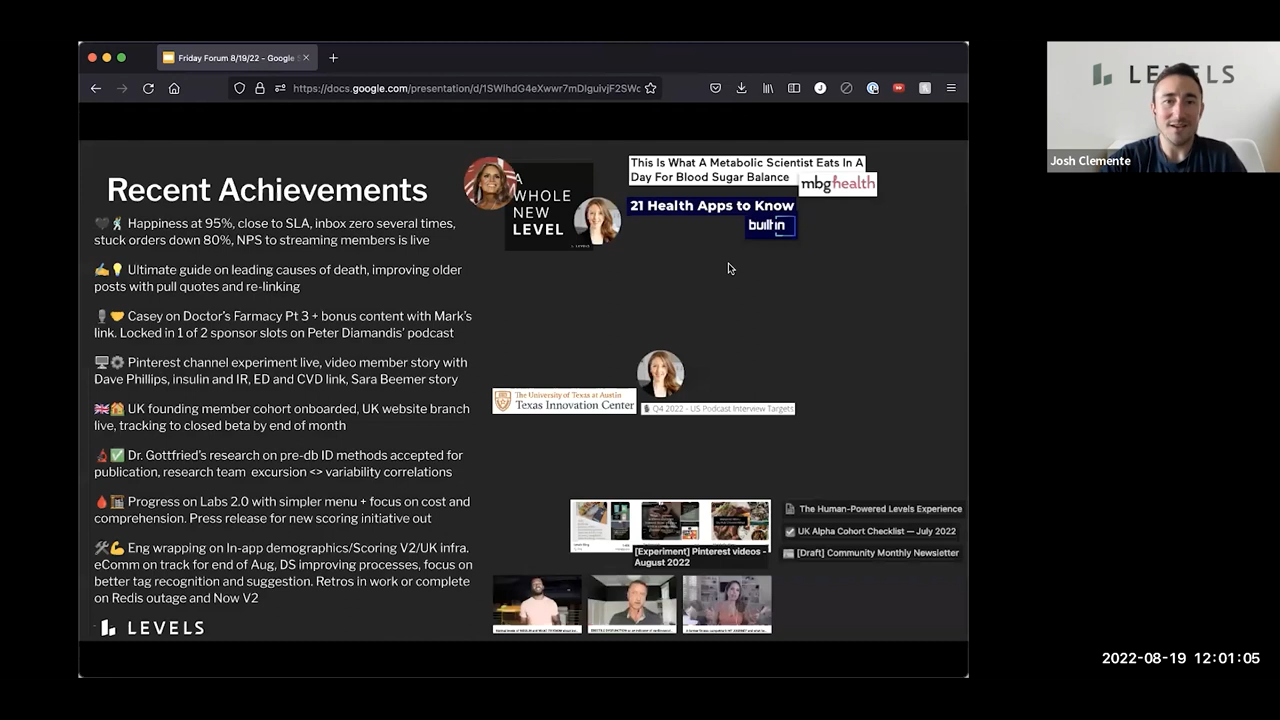 Friday Forum 8/19/22 - Google
https://docs.google.com/presentation/d/1SWlhdG4eXwwr7mDlguivjF2SWc
LEVELS
Josh Clemente
Recent Achievements
🖤🕺 Happiness at 95%, close to SLA, inbox zero several times,
stuck orders down 80%, NPS to streaming members is live
✍️💡 Ultimate guide on leading causes of death, improving older
posts with pull quotes and re-linking
🎙️🤝 Casey on Doctor's Farmacy Pt 3 + bonus content with Mark's
link. Locked in 1 of 2 sponsor slots on Peter Diamandis' podcast
🖥️⚙️ Pinterest channel experiment live, video member story with
Dave Phillips, insulin and IR, ED and CVD link, Sara Beemer story
🇬🇧🏠 UK founding member cohort onboarded, UK website branch
live, tracking to closed beta by end of month
🔬✅ Dr. Gottfried's research on pre-db ID methods accepted for
publication, research team excursion <> variability correlations
🩸🏗️ Progress on Labs 2.0 with simpler menu + focus on cost and
comprehension. Press release for new scoring initiative out
🛠️💪 Eng wrapping on In-app demographics/Scoring V2/UK infra.
eComm on track for end of Aug, DS improving processes, focus on
better tag recognition and suggestion. Retros in work or complete
on Redis outage and Now V2
LEVELS
A
WHOLE
NEW
LEVEL
This Is What A Metabolic Scientist Eats In A
Day For Blood Sugar Balance
mbghealth
21 Health Apps to Know
built in
The University of Texas at Austin
Texas Innovation Center
Q4 2022 - US Podcast Interview Targets
[Experiment] Pinterest videos -
August 2022
The Human-Powered Levels Experience
UK Alpha Cohort Checklist — July 2022
[Draft] Community Monthly Newsletter
2022-08-19 12:01:05